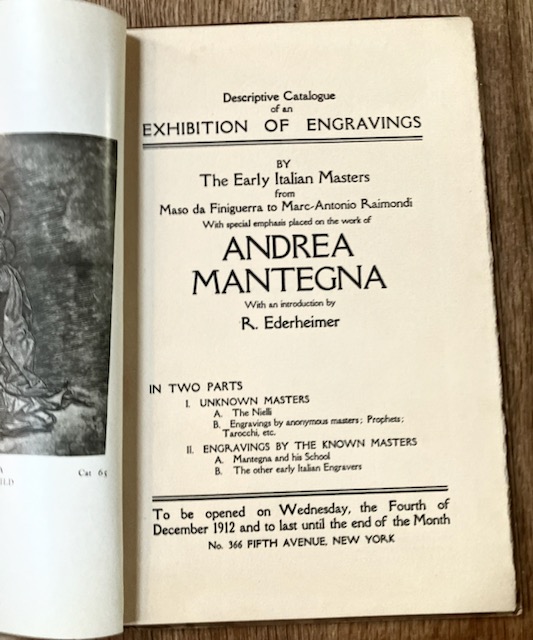 Descriptive Catalogue
of an
EXHIBITION OF ENGRAVINGS
BY
The Early Italian Masters
from
Maso da Finiguerra to Marc-Antonio Raimondi
With special emphasis placed on the work of
ANDREA
MANTEGNA
With an introduction by
R. Ederheimer
IN TWO PARTS
I. UNKNOWN MASTERS
A. The Nielli
B. Engravings by anonymous masters; Prophets;
Tarocchi, etc.
II. ENGRAVINGS BY THE KNOWN MASTERS
A. Mantegna and his School
B. The other early Italian Engravers
To be opened on Wednesday, the Fourth of
December 1912 and to last until the end of the Month
No. 366 FIFTH AVENUE, NEW YORK
Cat 65